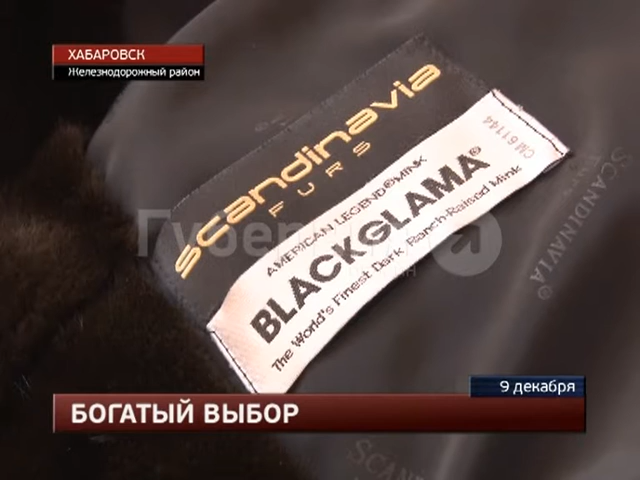 ХАБАРОВСК
Железнодорожный район
scandinavia
FURS
AMERICAN LEGEND®MINK
BLACKGLAMA®
The World's Finest Dark Ranch-Raised Mink
CM61144
SCANDINAVIA
®
9 декабря
БОГАТЫЙ ВЫБОР